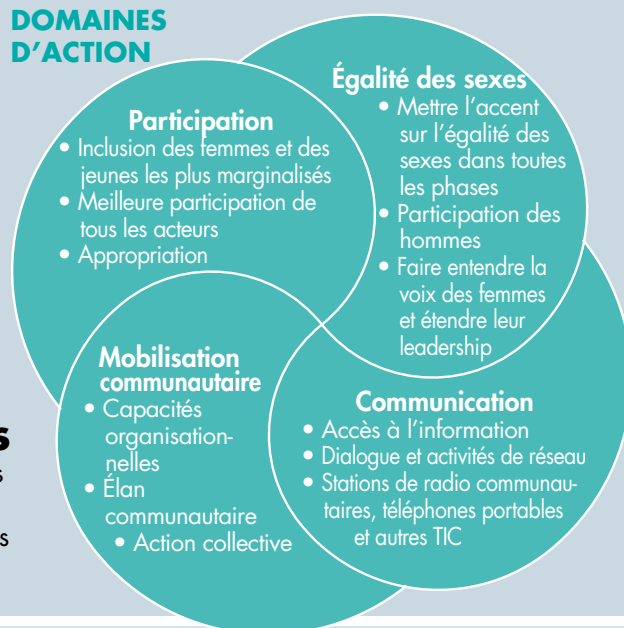 DOMAINES
D'ACTION
Participation
• Inclusion des femmes et des
jeunes les plus marginalisés
• Meilleure participation de
tous les acteurs
• Appropriation
Égalité des sexes
• Mettre l'accent
sur l'égalité des
sexes dans toutes
les phases
• Participation des
hommes
• Faire entendre la
voix des femmes
et étendre leur
leadership
Mobilisation
communautaire
• Capacités
organisation-
nelles
• Élan
communautaire
• Action collective
Communication
• Accès à l'information
• Dialogue et activités de réseau
• Stations de radio communau-
taires, téléphones portables
et autres TIC
s
s
s